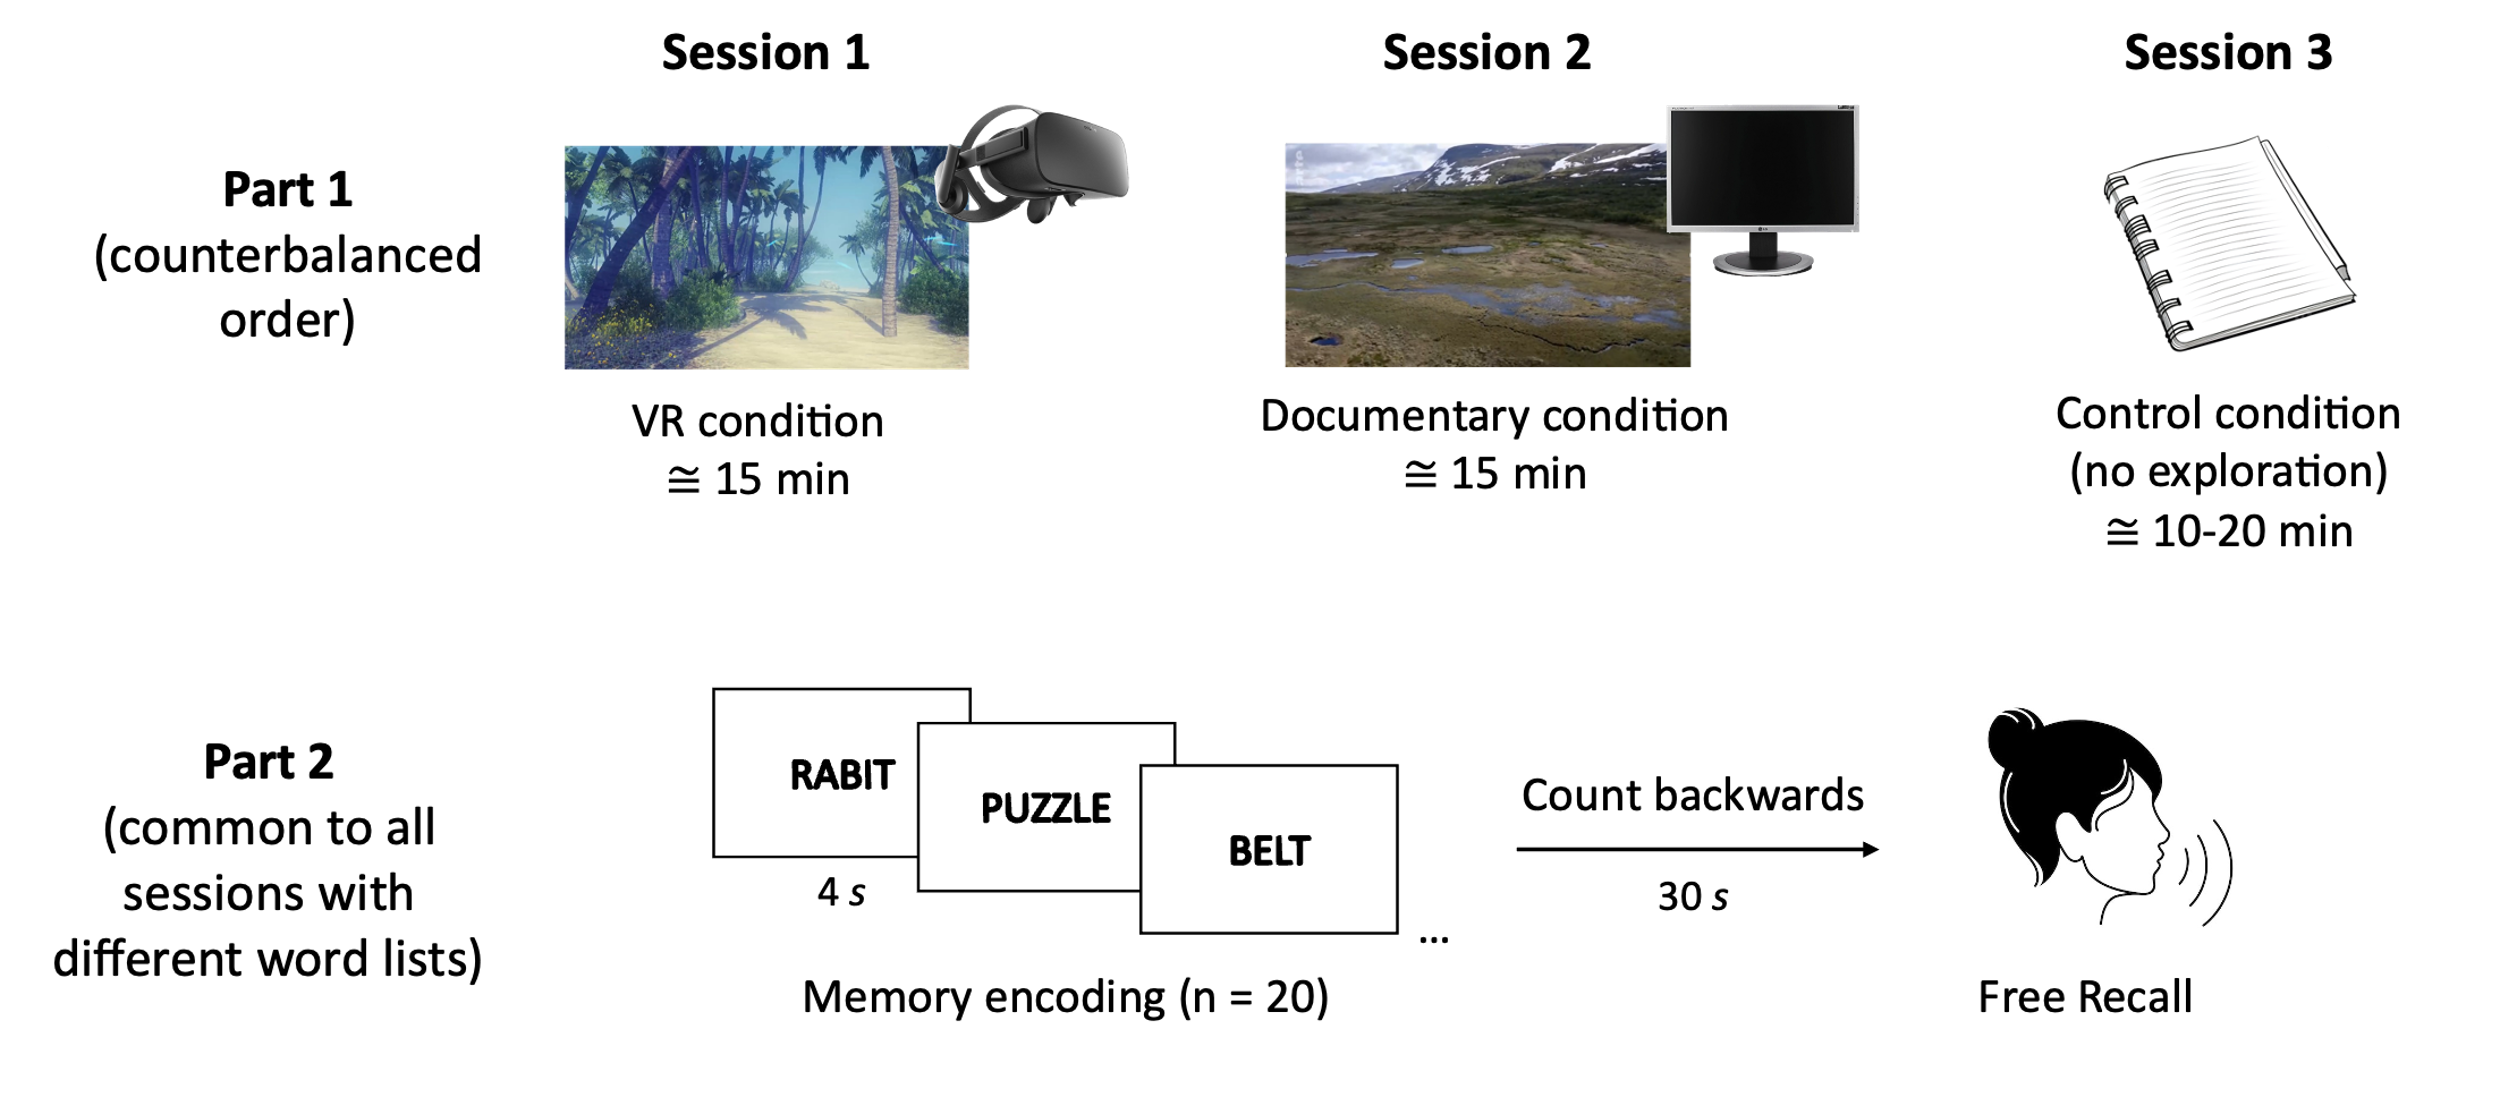 Session 1
Session 2
Session 3
Part 1
(counterbalanced
order)
VR condition
≅ 15 min
Documentary condition
≅ 15 min
Control condition
(no exploration)
≅ 10-20 min
Part 2
(common to all
sessions with
different word lists)
RABIT
PUZZLE
BELT
4 s
...
Memory encoding (n = 20)
Count backwards
30 s
Free Recall